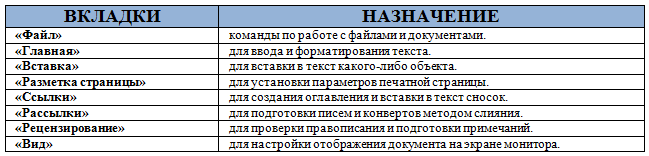 ВКЛАДКИ НАЗНАЧЕНИЕ
«Файл» команды по работе с файлами и документами.
«Главная» для ввода и форматирования текста.
«Вставка» для вставки в текст какого-либо объекта.
«Разметка страницы» для установки параметров печатной страницы.
«Ссылки» для создания оглавления и вставки в текст сносок.
«Рассылки» для подготовки писем и конвертов методом слияния.
«Рецензирование» для проверки правописания и подготовки примечаний.
«Вид» для настройки отображения документа на экране монитора.